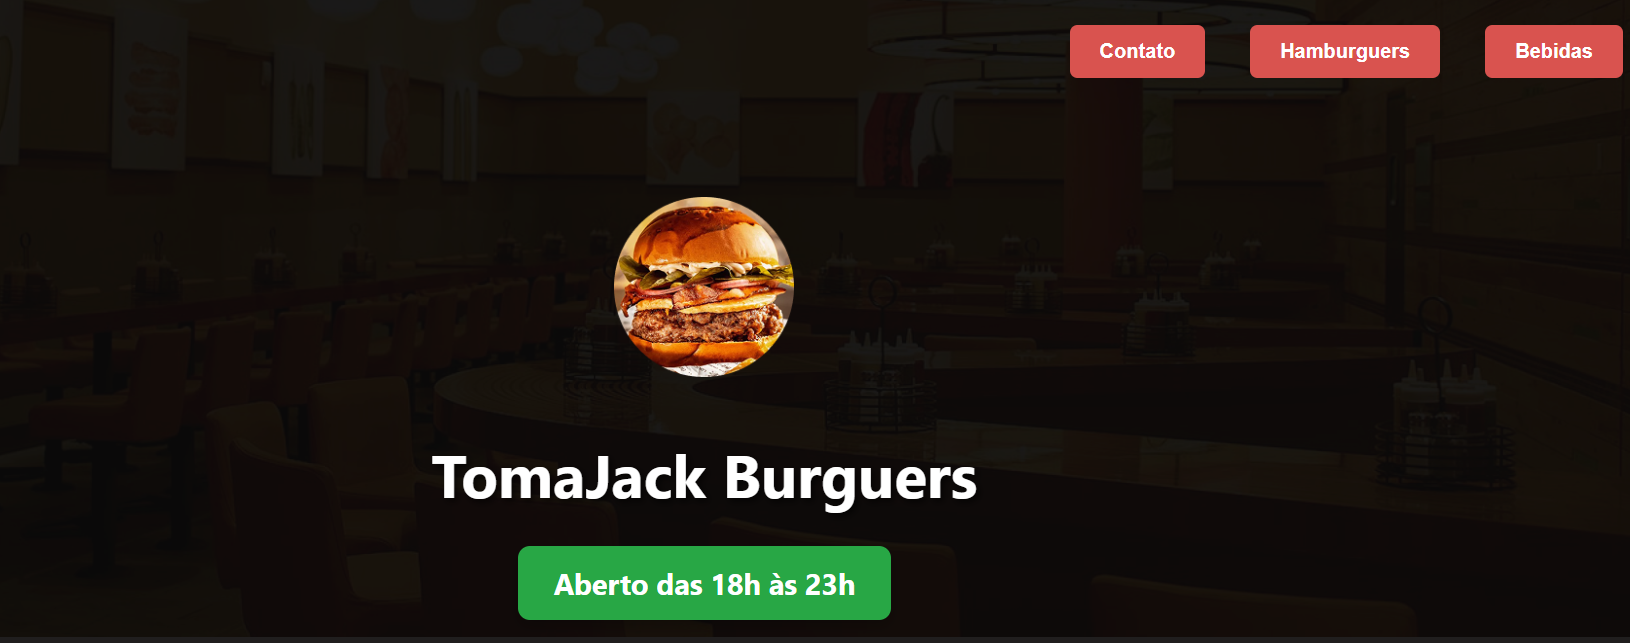 Contato
Hamburguers
Bebidas
TomaJack Burguers
Aberto das 18h às 23h